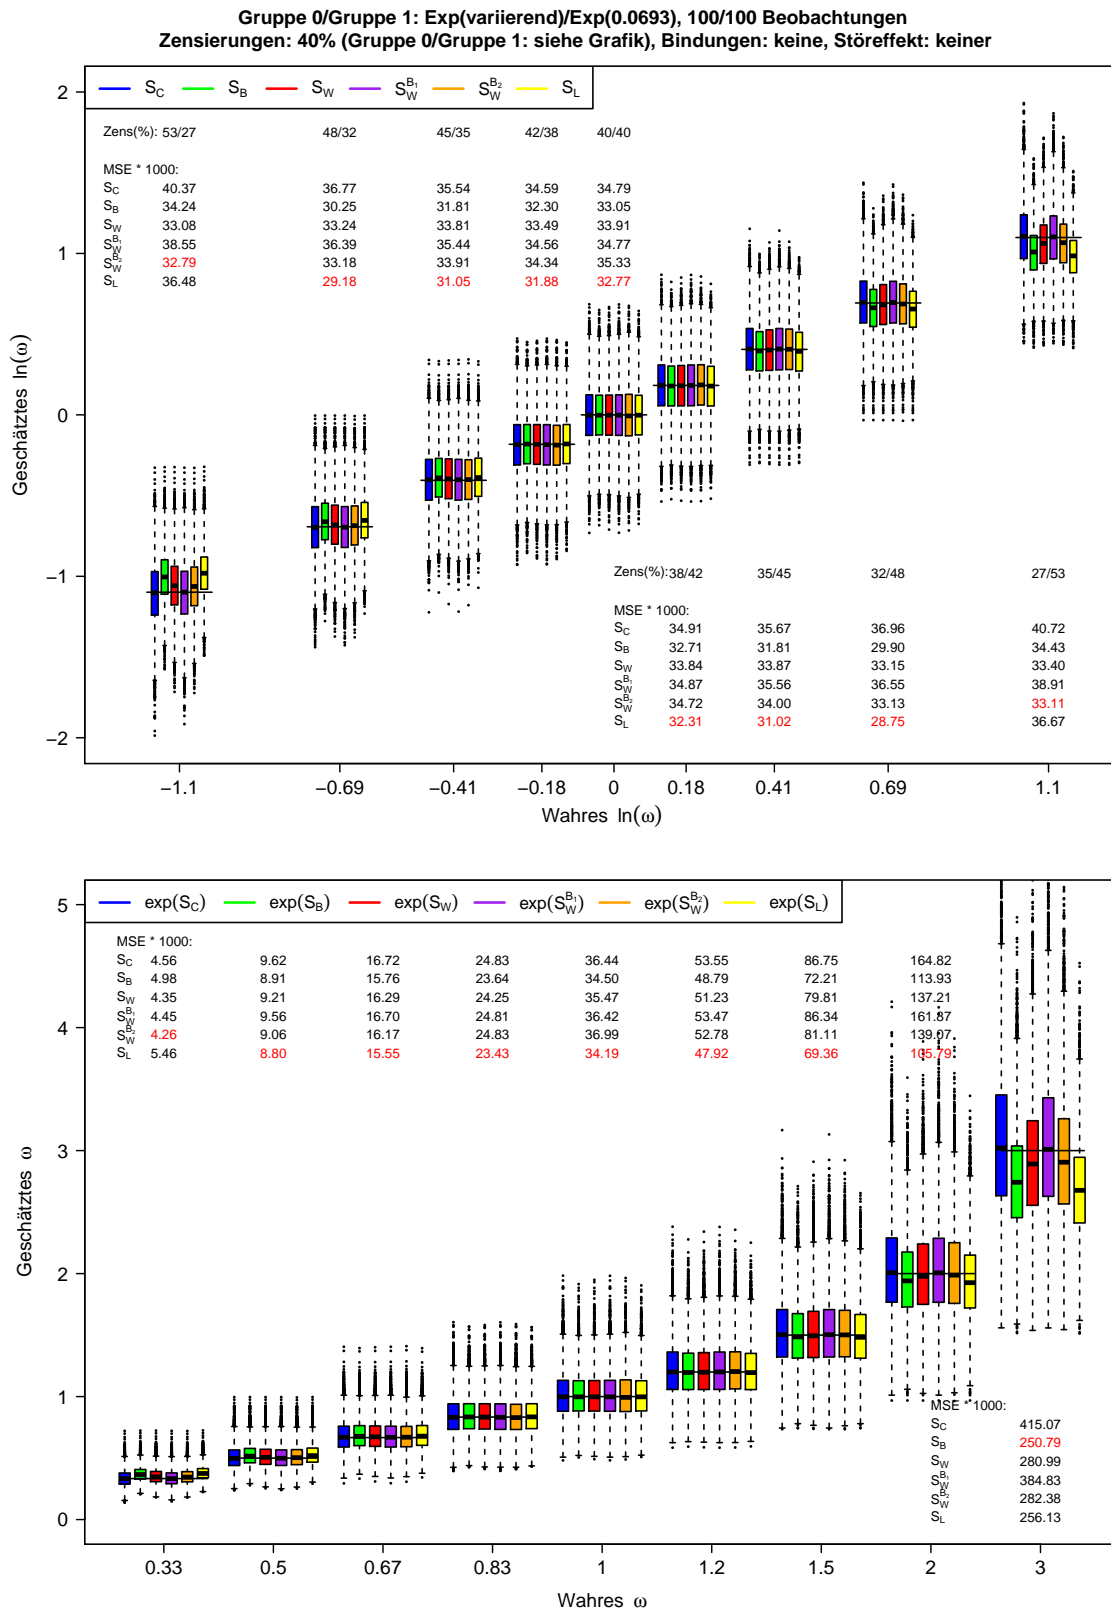 Gruppe 0/Gruppe 1: Exp(variierend)/Exp(0.0693), 100/100 Beobachtungen
Zensierungen: 40% (Gruppe 0/Gruppe 1: siehe Grafik), Bindungen: keine, Störeffekt: keiner
S_C S_B S_W S_W^{B_1} S_W^{B_2} S_L
Zens(%): 53/27 48/32 45/35 42/38 40/40
MSE * 1000:
S_C 40.37 36.77 35.54 34.59 34.79
S_B 34.24 30.25 31.81 32.30 33.05
S_W 33.08 33.24 33.81 33.49 33.91
S_W^{B_1} 38.55 36.39 35.44 34.56 34.77
S_W^{B_2} 32.79 33.18 33.91 34.34 35.33
S_L 36.48 29.18 31.05 31.88 32.77
Zens(%): 38/42 35/45 32/48 27/53
MSE * 1000:
S_C 34.91 35.67 36.96 40.72
S_B 32.71 31.81 29.90 34.43
S_W 33.84 33.87 33.15 33.40
S_W^{B_1} 34.87 35.56 36.55 38.91
S_W^{B_2} 34.72 34.00 33.13 33.11
S_L 32.31 31.02 28.75 36.67
2
1
0
−1
−2
Geschätztes ln(ω)
−1.1 −0.69 −0.41 −0.18 0 0.18 0.41 0.69 1.1
Wahres ln(ω)
exp(S_C) exp(S_B) exp(S_W) exp(S_W^{B_1}) exp(S_W^{B_2}) exp(S_L)
MSE * 1000:
S_C 4.56 9.62 16.72 24.83 36.44 53.55 86.75 164.82
S_B 4.98 8.91 15.76 23.64 34.50 48.79 72.21 113.93
S_W 4.35 9.21 16.29 24.25 35.47 51.23 79.81 137.21
S_W^{B_1} 4.45 9.56 16.70 24.81 36.42 53.47 86.34 161.87
S_W^{B_2} 4.26 9.06 16.17 24.83 36.99 52.78 81.11 139.07
S_L 5.46 8.80 15.55 23.43 34.19 47.92 69.36 105.79
MSE * 1000:
S_C 415.07
S_B 250.79
S_W 280.99
S_W^{B_1} 384.83
S_W^{B_2} 282.38
S_L 256.13
5
4
3
2
1
0
Geschätztes ω
0.33 0.5 0.67 0.83 1 1.2 1.5 2 3
Wahres ω